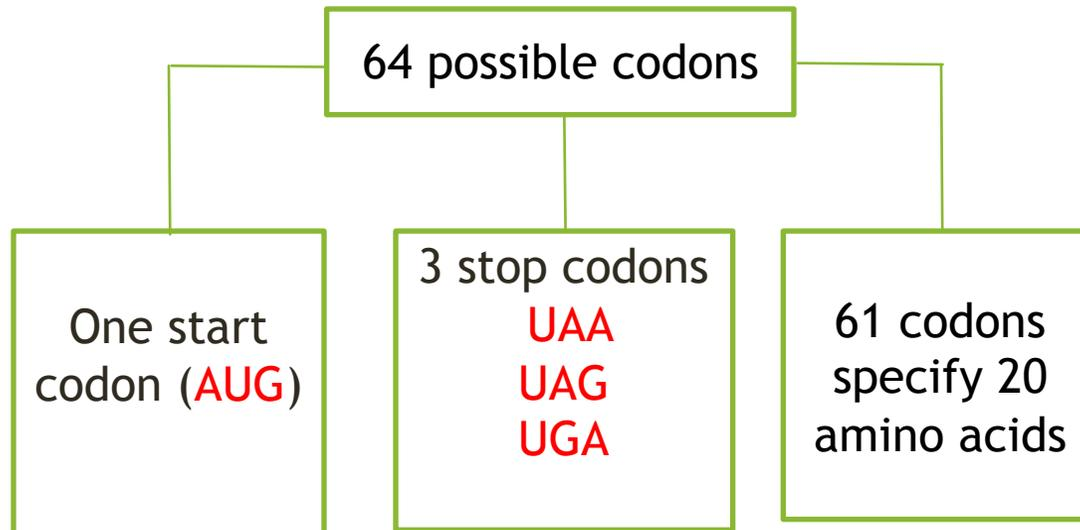 64 possible codons
One start
codon (AUG)
3 stop codons
UAA
UAG
UGA
61 codons
specify 20
amino acids